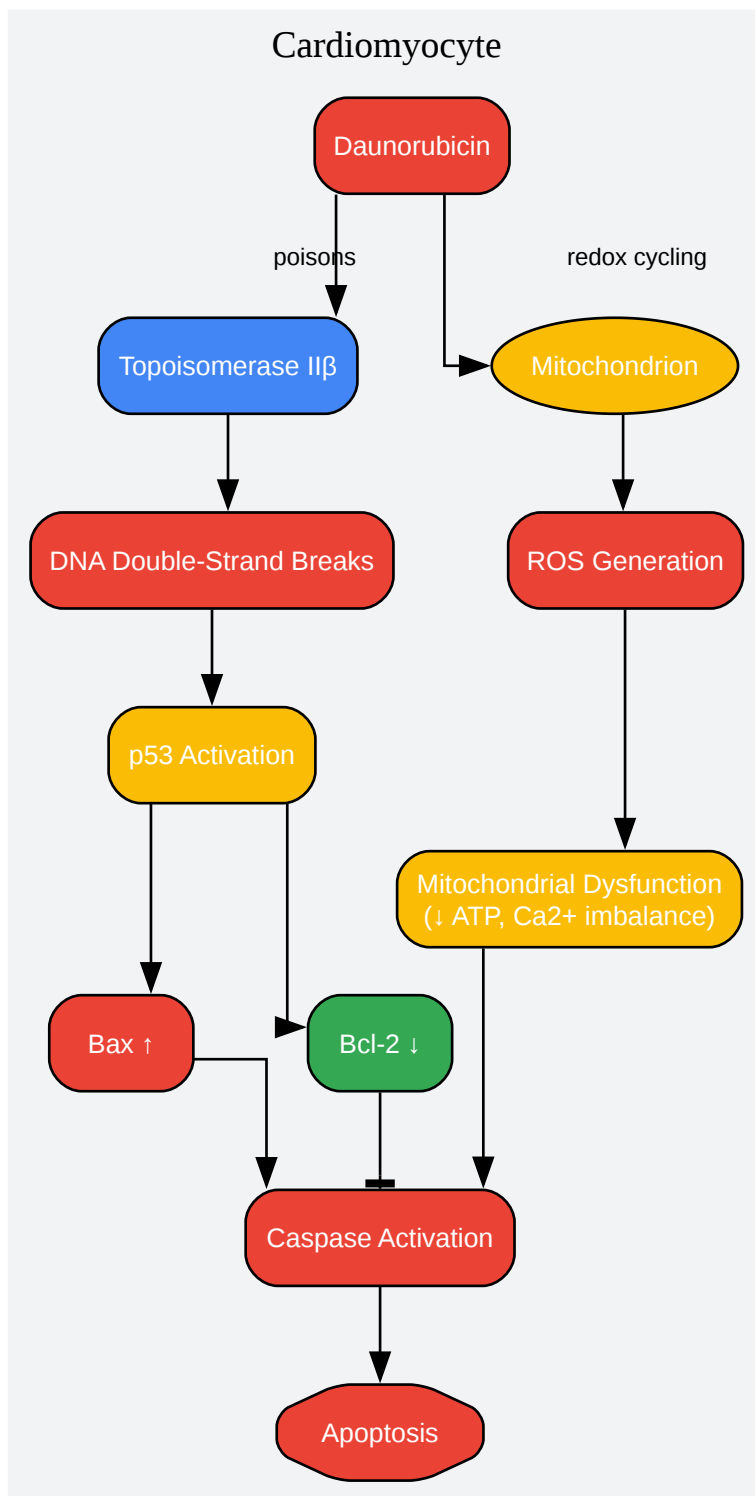 Cardiomyocyte
Daunorubicin
poisons
redox cycling
Topoisomerase IIβ
Mitochondrion
DNA Double-Strand Breaks
ROS Generation
p53 Activation
Mitochondrial Dysfunction
(↓ ATP, Ca2+ imbalance)
Bax ↑
Bcl-2 ↓
Caspase Activation
Apoptosis